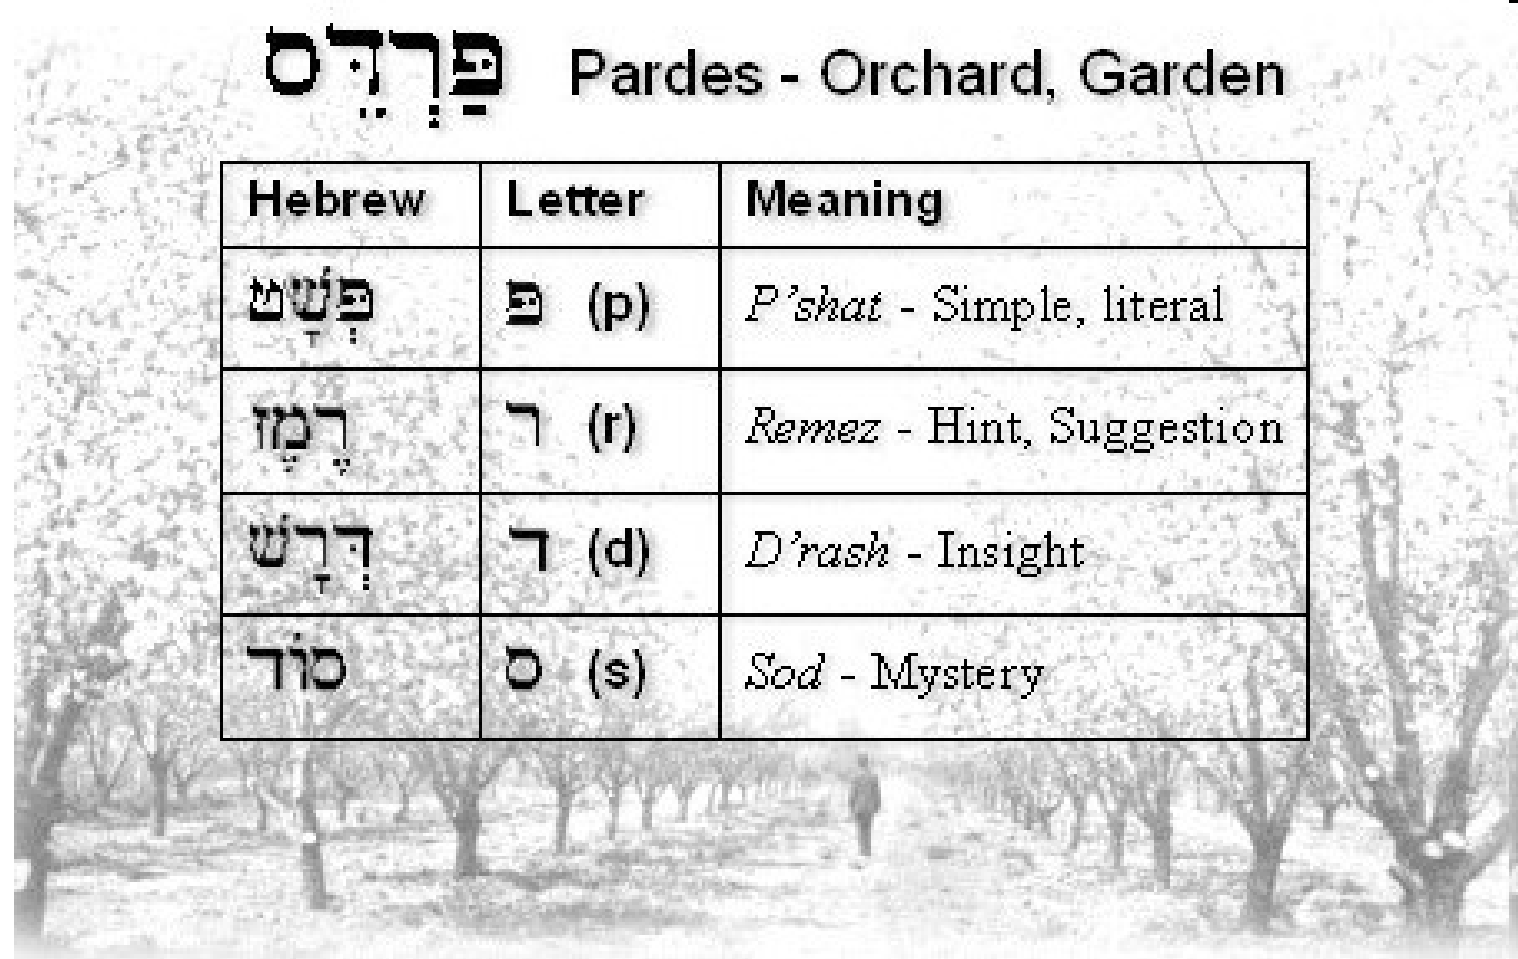 פַּרְדֵּס Pardes - Orchard, Garden
Hebrew Letter Meaning
פְּשָׁט פּ (p) P’shat - Simple, literal
רֶמֶז ר (r) Remez - Hint, Suggestion
דְּרָשׁ ד (d) D’rash - Insight
סוֹד ס (s) Sod - Mystery